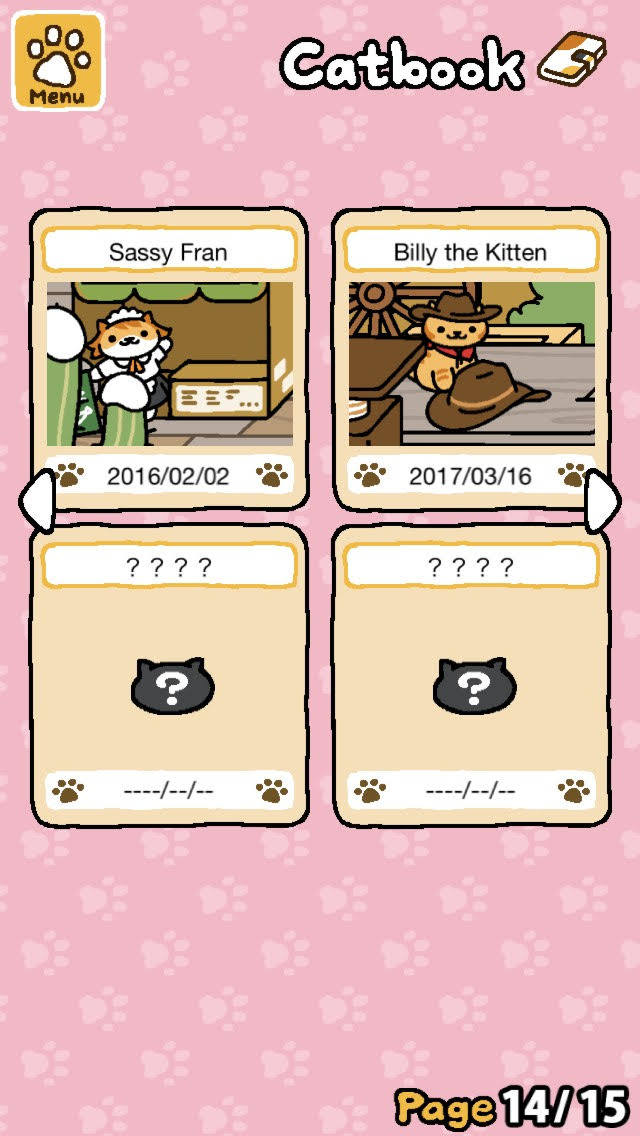 Menu
Catbook
Sassy Fran
Billy the Kitten
2016/02/02
2017/03/16
? ? ? ?
? ? ? ?
?
?
----/--/--
----/--/--
Page 14/15